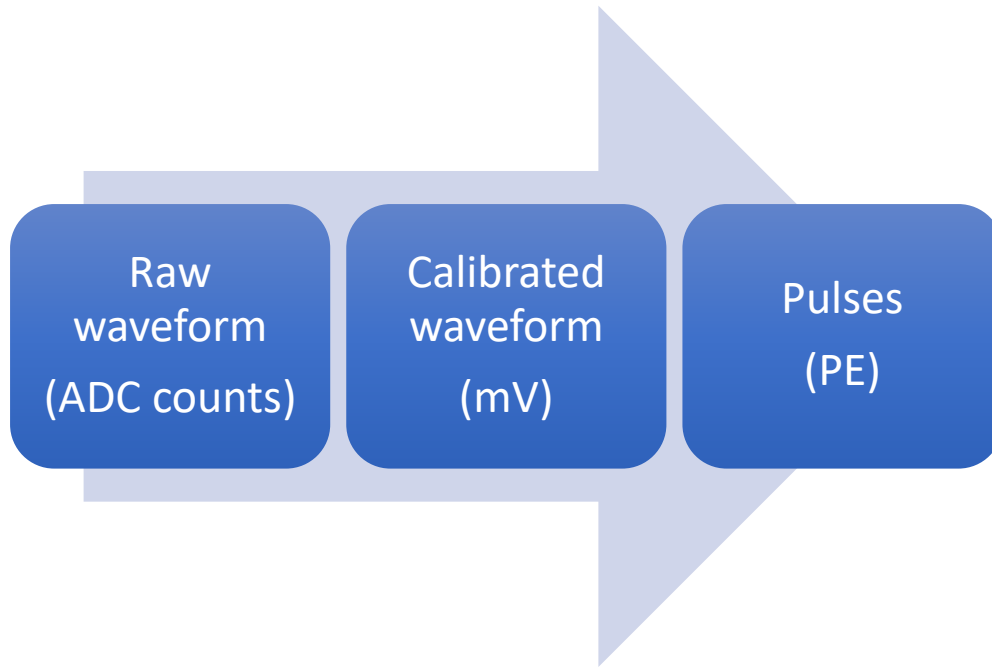 Raw
waveform
(ADC counts)
Calibrated
waveform
(mV)
Pulses
(PE)